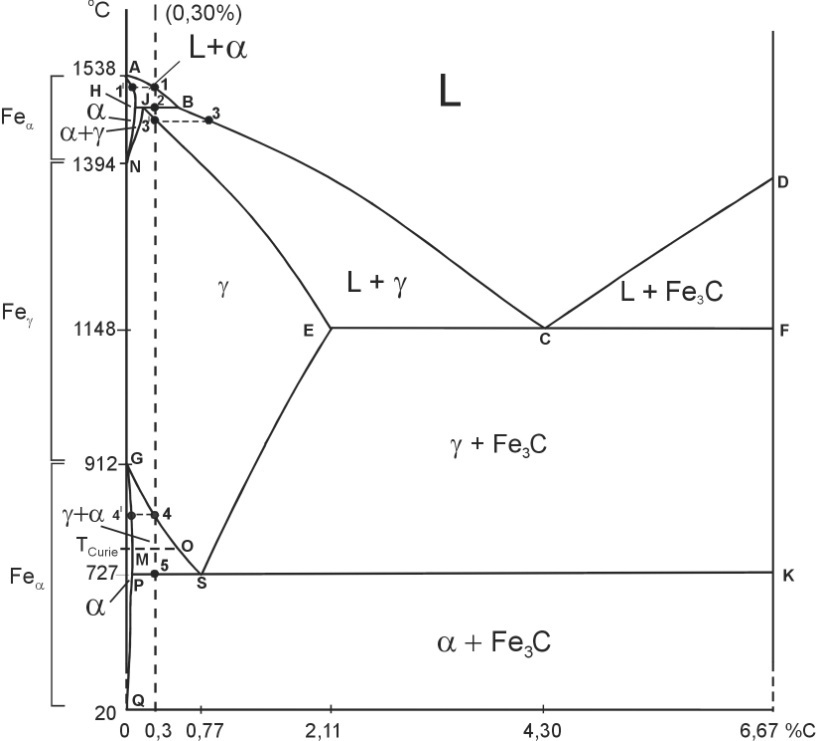 °C
(0,30%)
L+α
1538
A
1'
1
H
J
2
B
L
Feα
α
3
3'
α+γ
1394
N
D
γ
L + γ
L + Fe3C
Feγ
1148
E
C
F
γ + Fe3C
912
G
γ+α
4'
4
TCurie
M
O
727
P
5
S
K
Feα
α
α + Fe3C
Q
20
0
0,3
0,77
2,11
4,30
6,67
%C